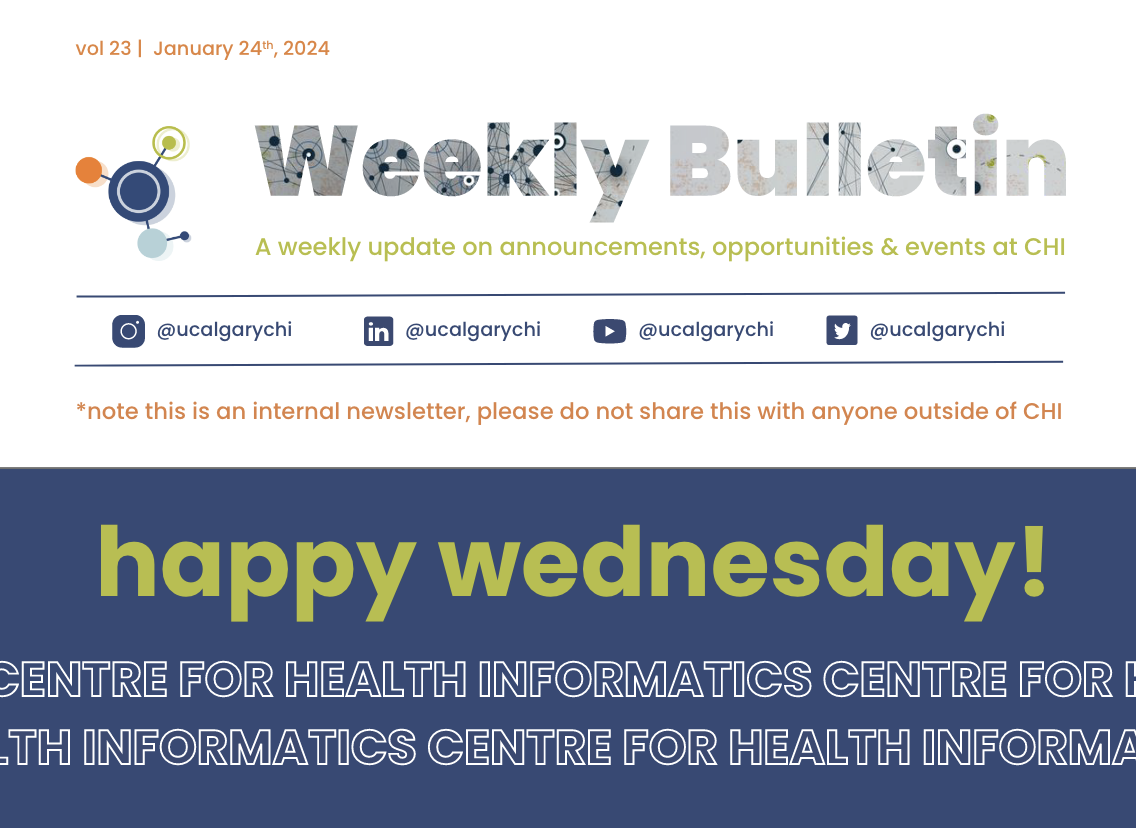 vol 23 | January 24th, 2024
Weekly Bulletin
A weekly update on announcements, opportunities & events at CHI
@ucalgarychi @ucalgarychi @ucalgarychi @ucalgarychi
*note this is an internal newsletter, please do not share this with anyone outside of CHI
happy wednesday!
CENTRE FOR HEALTH INFORMATICS CENTRE FOR H
LTH INFORMATICS CENTRE FOR HEALTH INFORMA